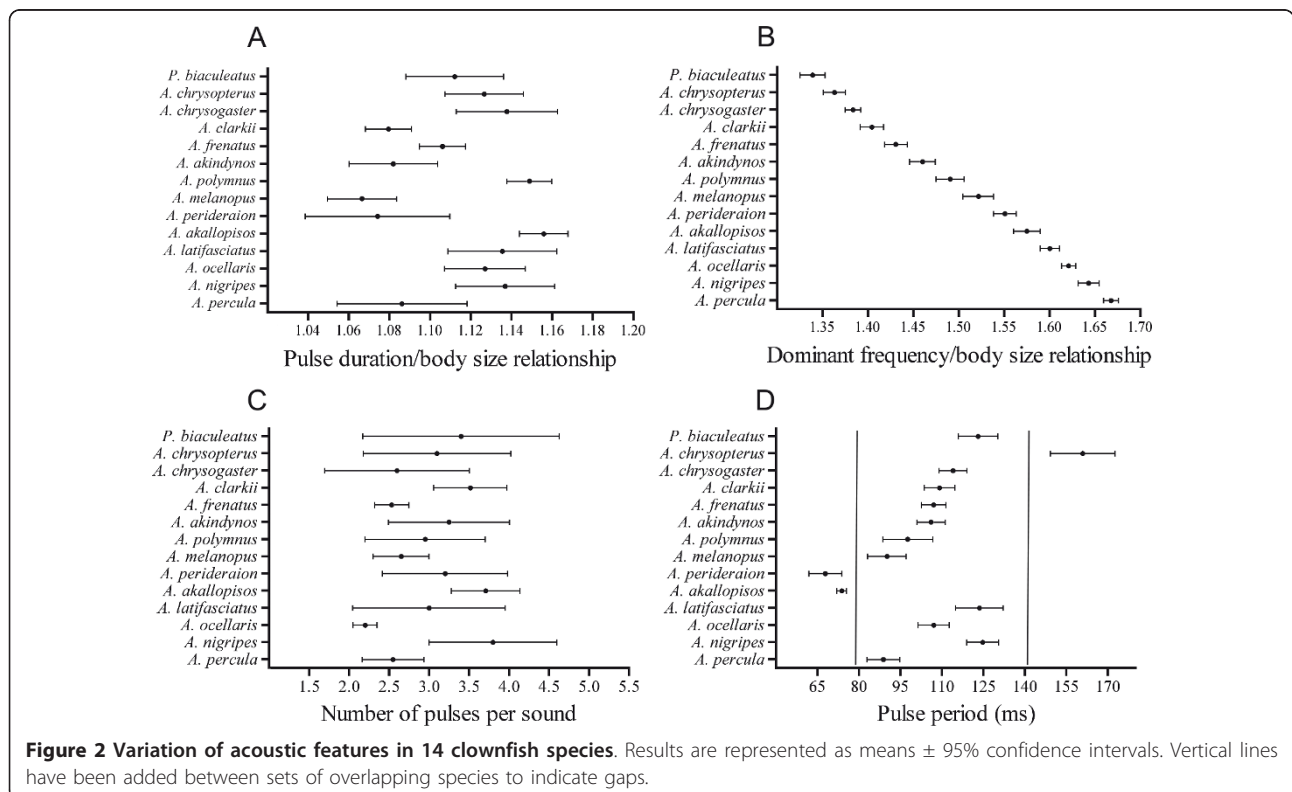 A
P. biaculeatus
A. chrysopterus
A. chrysogaster
A. clarkii
A. frenatus
A. akindynos
A. polymnus
A. melanopus
A. perideraion
A. akallopisos
A. latifasciatus
A. ocellaris
A. nigripes
A. percula
1.04 1.06 1.08 1.10 1.12 1.14 1.16 1.18 1.20
Pulse duration/body size relationship
B
P. biaculeatus
A. chrysopterus
A. chrysogaster
A. clarkii
A. frenatus
A. akindynos
A. polymnus
A. melanopus
A. perideraion
A. akallopisos
A. latifasciatus
A. ocellaris
A. nigripes
A. percula
1.35 1.40 1.45 1.50 1.55 1.60 1.65 1.70
Dominant frequency/body size relationship
C
P. biaculeatus
A. chrysopterus
A. chrysogaster
A. clarkii
A. frenatus
A. akindynos
A. polymnus
A. melanopus
A. perideraion
A. akallopisos
A. latifasciatus
A. ocellaris
A. nigripes
A. percula
1.5 2.0 2.5 3.0 3.5 4.0 4.5 5.0 5.5
Number of pulses per sound
D
P. biaculeatus
A. chrysopterus
A. chrysogaster
A. clarkii
A. frenatus
A. akindynos
A. polymnus
A. melanopus
A. perideraion
A. akallopisos
A. latifasciatus
A. ocellaris
A. nigripes
A. percula
65 80 95 110 125 140 155 170
Pulse period (ms)
Figure 2 Variation of acoustic features in 14 clownfish species. Results are represented as means ± 95% confidence intervals. Vertical lines
have been added between sets of overlapping species to indicate gaps.